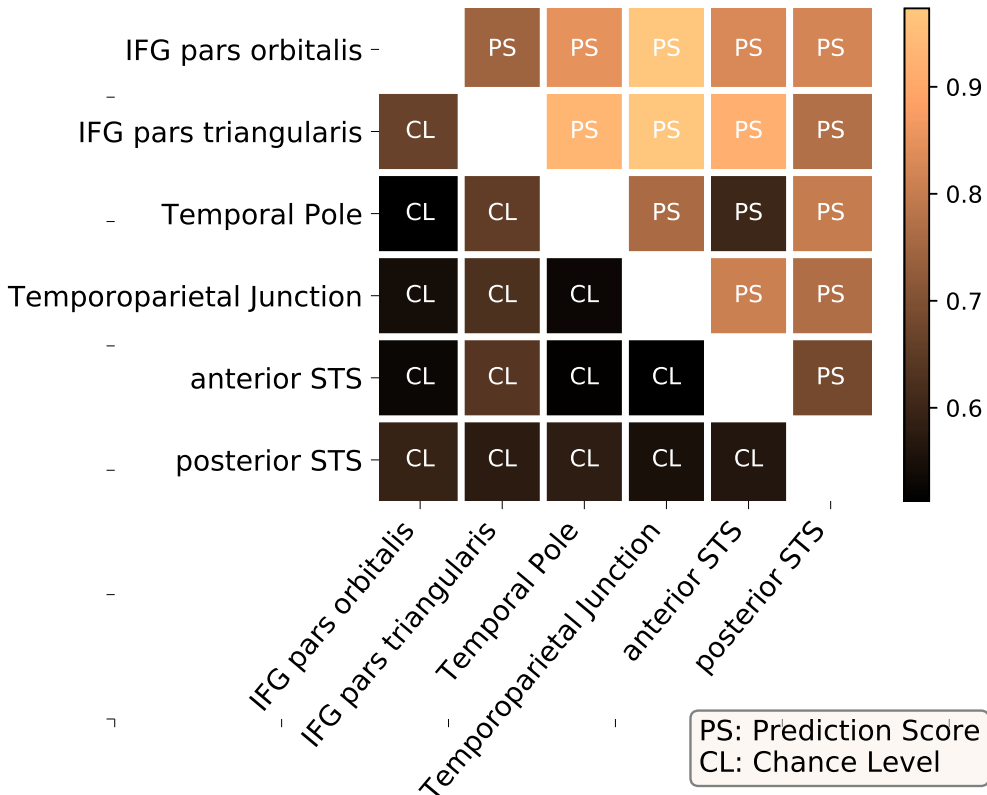 IFG pars orbitalis PS PS PS PS PS
IFG pars triangularis CL PS PS PS PS
Temporal Pole CL CL PS PS PS
Temporoparietal Junction CL CL CL PS PS
anterior STS CL CL CL CL PS
posterior STS CL CL CL CL CL
0.9
0.8
0.7
0.6
IFG pars orbitalis
IFG pars triangularis
Temporal Pole
Temporoparietal Junction
anterior STS
posterior STS
PS: Prediction Score
CL: Chance Level